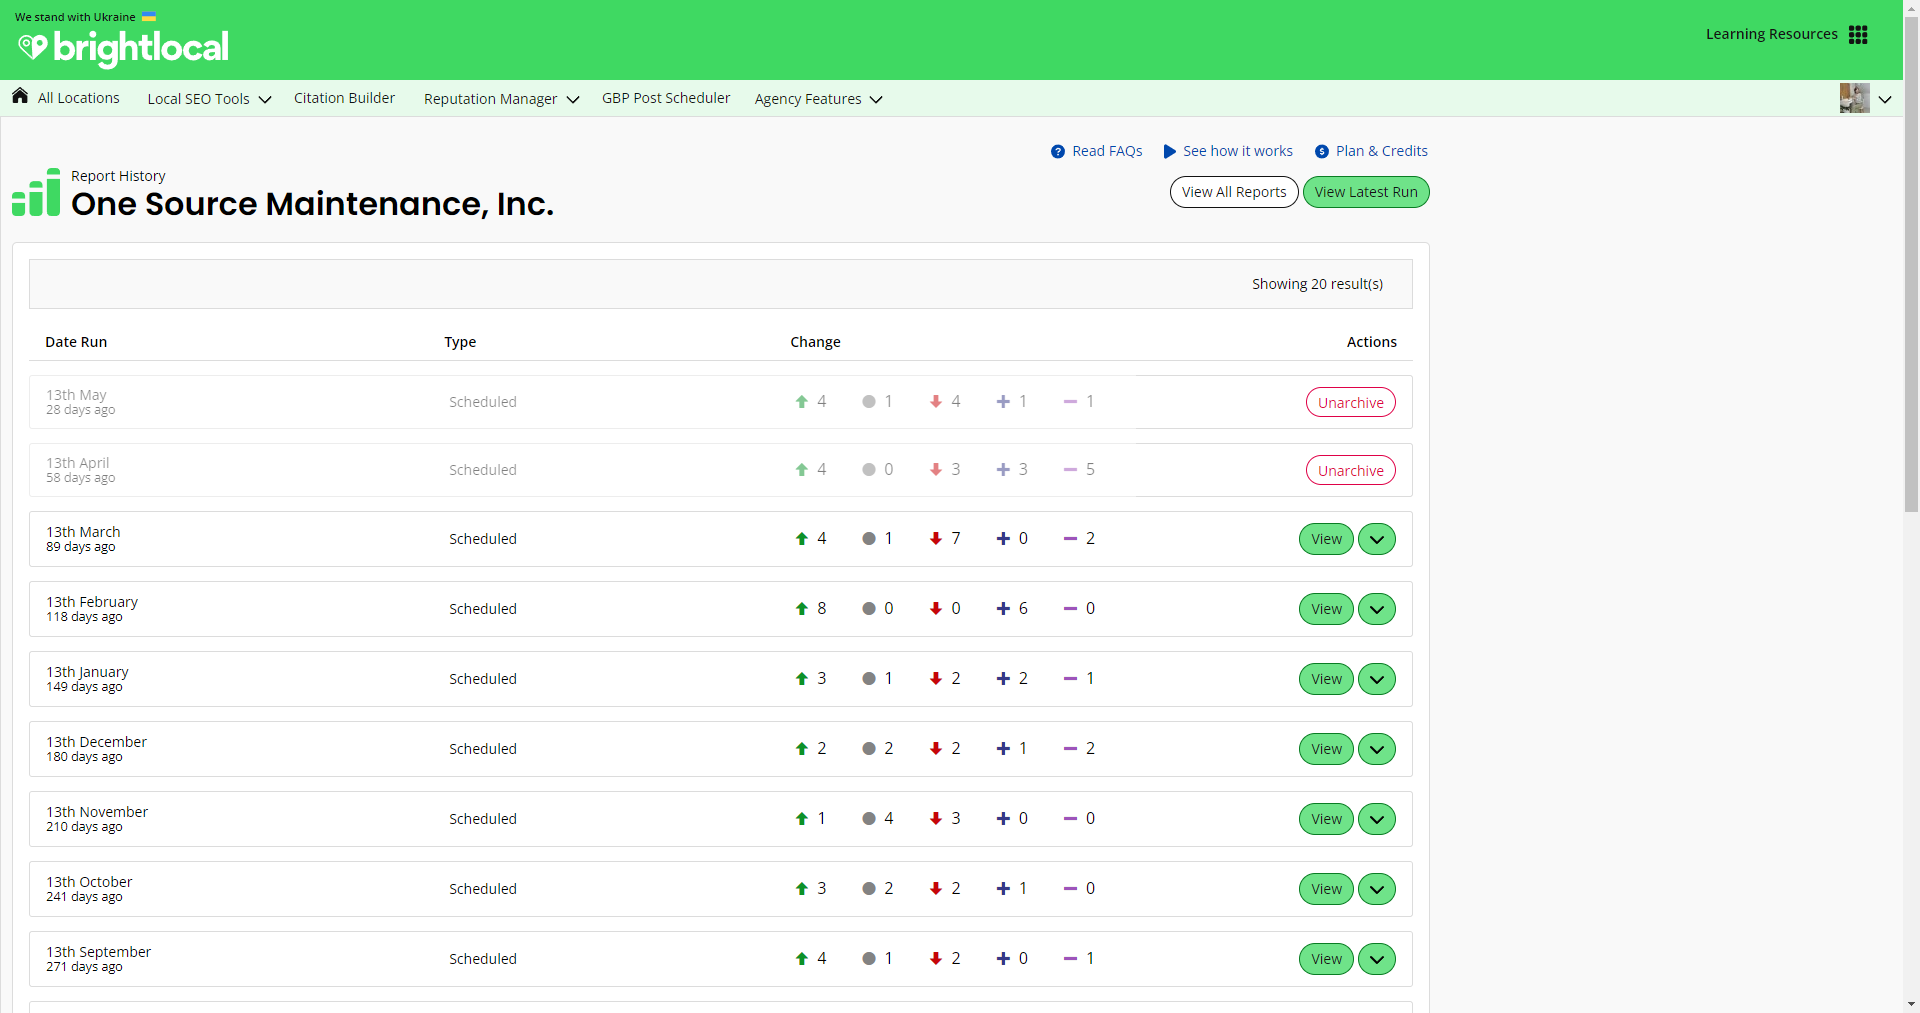 We stand with Ukraine
brightlocal
Learning Resources
All Locations Local SEO Tools Citation Builder Reputation Manager GBP Post Scheduler Agency Features
Read FAQs See how it works Plan & Credits
Report History
One Source Maintenance, Inc.
View All Reports View Latest Run
Showing 20 result(s)
Date Run Type Change Actions
13th May
28 days ago
Scheduled 4 1 4 1 1 Unarchive
13th April
58 days ago
Scheduled 4 0 3 3 5 Unarchive
13th March
89 days ago
Scheduled 4 1 7 0 2 View
13th February
118 days ago
Scheduled 8 0 0 6 0 View
13th January
149 days ago
Scheduled 3 1 2 2 1 View
13th December
180 days ago
Scheduled 2 2 2 1 2 View
13th November
210 days ago
Scheduled 1 4 3 0 0 View
13th October
241 days ago
Scheduled 3 2 2 1 0 View
13th September
271 days ago
Scheduled 4 1 2 0 1 View